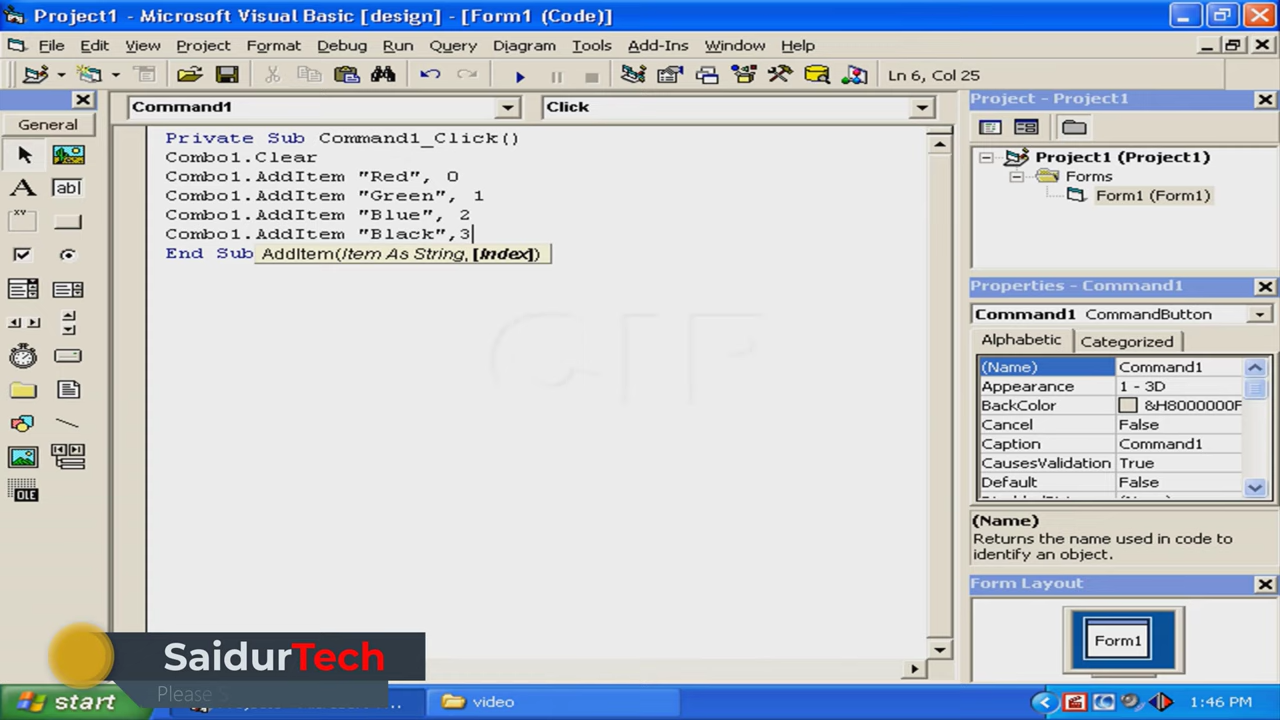 Project1 - Microsoft Visual Basic [design] - [Form1 (Code)]
File Edit View Project Format Debug Run Query Diagram Tools Add-Ins Window Help
Ln 6, Col 25
General
Command1
Click
Private Sub Command1_Click()
Combo1.Clear
Combo1.AddItem "Red", 0
Combo1.AddItem "Green", 1
Combo1.AddItem "Blue", 2
Combo1.AddItem "Black",3
End Sub
AddItem(Item As String, [Index])
Project - Project1
Project1 (Project1)
Forms
Form1 (Form1)
Properties - Command1
Command1 CommandButton
Alphabetic Categorized
(Name) Command1
Appearance 1 - 3D
BackColor &H8000000F
Cancel False
Caption Command1
CausesValidation True
Default False
(Name)
Returns the name used in code to
identify an object.
Form Layout
Form1
SaidurTech
Please S
start
video
1:46 PM
A
ab
xy
OLE